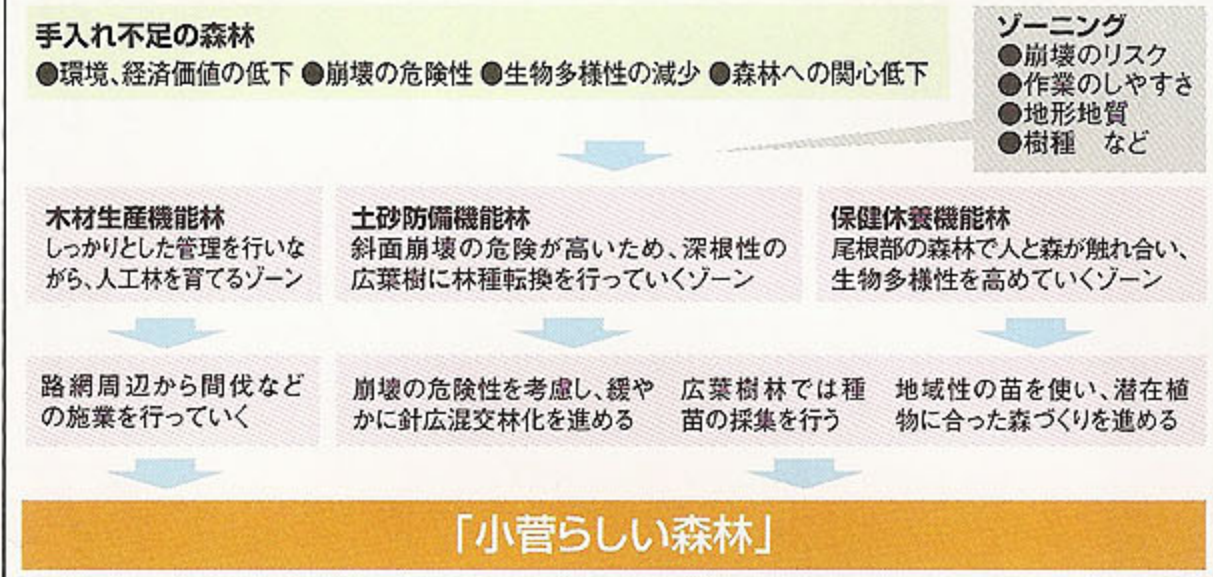 手入れ不足の森林
●環境、経済価値の低下 ●崩壊の危険性 ●生物多様性の減少 ●森林への関心低下
ゾーニング
●崩壊のリスク
●作業のしやすさ
●地形地質
●樹種 など
木材生産機能林
しっかりとした管理を行いな
がら、人工林を育てるゾーン
土砂防備機能林
斜面崩壊の危険が高いため、深根性の
広葉樹に林種転換を行っていくゾーン
保健休養機能林
尾根部の森林で人と森が触れ合い、
生物多様性を高めていくゾーン
路網周辺から間伐など
の施業を行っていく
崩壊の危険性を考慮し、緩や
かに針広混交林化を進める
広葉樹林では種
苗の採集を行う
地域性の苗を使い、潜在植
物に合った森づくりを進める
「小菅らしい森林」